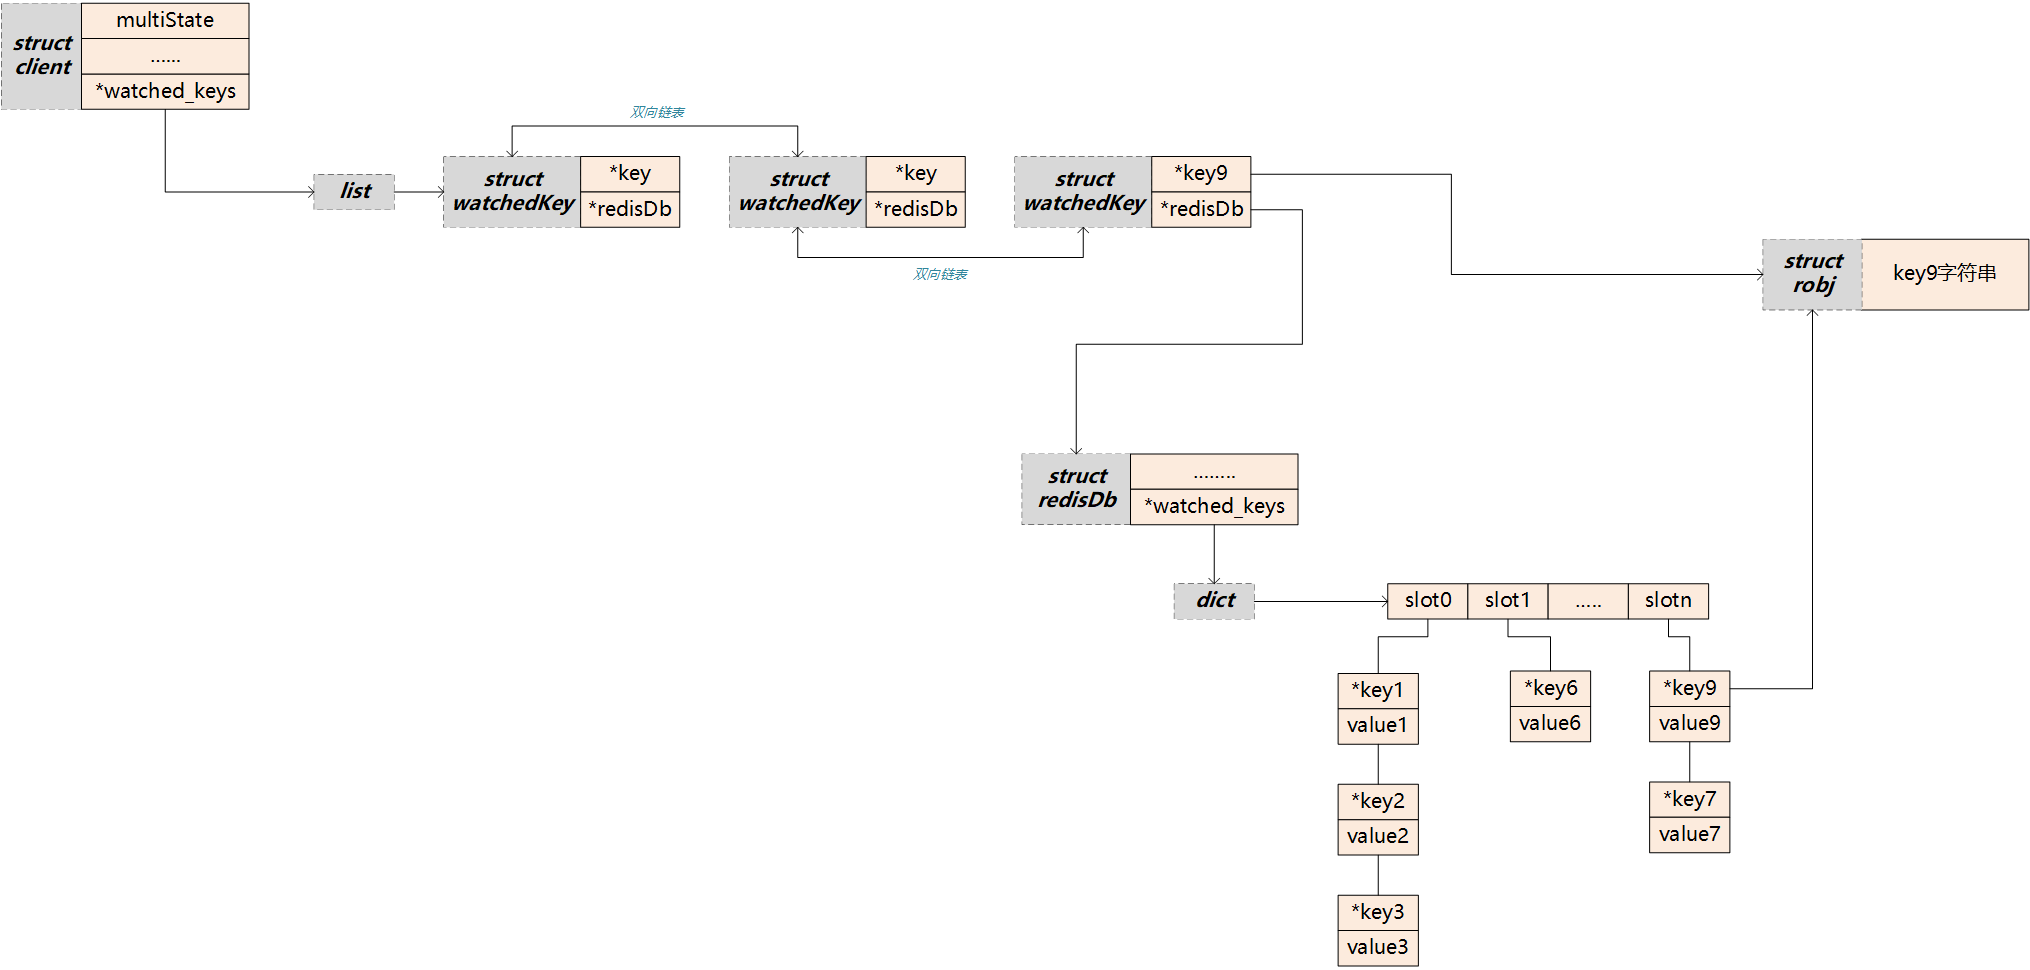 struct
client
multiState
......
*watched_keys
双向链表
list
struct
watchedKey
*key
*redisDb
struct
watchedKey
*key
*redisDb
struct
watchedKey
*key9
*redisDb
双向链表
struct
robj
key9字符串
struct
redisDb
........
*watched_keys
dict
slot0
slot1
.....
slotn
*key1
value1
*key6
value6
*key9
value9
*key2
value2
*key7
value7
*key3
value3